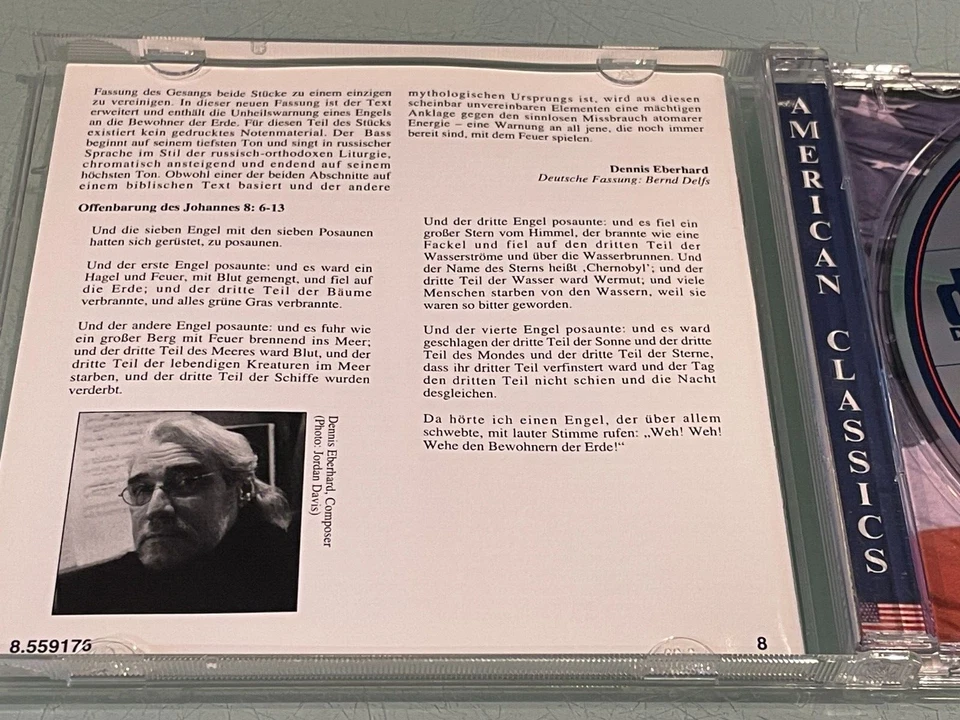 Fassung des Gesangs beide Stücke zu einem einzigen
zu vereinigen. In dieser neuen Fassung ist der Text
erweitert und enthält die Unheilswarnung eines Engels
an die Bewohner der Erde. Für diesen Teil des Stücks
existiert kein gedrucktes Notenmaterial. Der Bass
beginnt auf seinem tiefsten Ton und singt in russischer
Sprache im Stil der russisch-orthodoxen Liturgie,
chromatisch ansteigend und endend auf seinem
höchsten Ton. Obwohl einer der beiden Abschnitte auf
einem biblischen Text basiert und der andere
mythologischen Ursprungs ist, wird aus diesen
scheinbar unvereinbaren Elementen eine mächtigen
Anklage gegen den sinnlosen Missbrauch atomarer
Energie – eine Warnung an all jene, die noch immer
bereit sind, mit dem Feuer spielen.
Dennis Eberhard
Deutsche Fassung: Bernd Delfs
Offenbarung des Johannes 8: 6-13
Und die sieben Engel mit den sieben Posaunen
hatten sich gerüstet, zu posaunen.
Und der erste Engel posaunte: und es ward ein
Hagel und Feuer, mit Blut gemengt, und fiel auf
die Erde; und der dritte Teil der Bäume
verbrannte, und alles grüne Gras verbrannte.
Und der andere Engel posaunte: und es fuhr wie
ein großer Berg mit Feuer brennend ins Meer;
und der dritte Teil des Meeres ward Blut, und der
dritte Teil der lebendigen Kreaturen im Meer
starben, und der dritte Teil der Schiffe wurden
verderbt.
Und der dritte Engel posaunte: und es fiel ein
großer Stern vom Himmel, der brannte wie eine
Fackel und fiel auf den dritten Teil der
Wasserströme und über die Wasserbrunnen. Und
der Name des Sterns heißt ‚Chernobyl‘; und der
dritte Teil der Wasser ward Wermut; und viele
Menschen starben von den Wassern, weil sie
waren so bitter geworden.
Und der vierte Engel posaunte: und es ward
geschlagen der dritte Teil der Sonne und der dritte
Teil des Mondes und der dritte Teil der Sterne,
dass ihr dritter Teil verfinstert ward und der Tag
den dritten Teil nicht schien und die Nacht
desgleichen.
Da hörte ich einen Engel, der über allem
schwebte, mit lauter Stimme rufen: „Weh! Weh!
Wehe den Bewohnern der Erde!“
Dennis Eberhard, Composer
(Photo: Jordan Davis)
8.559176
8
AMERICAN CLASSICS